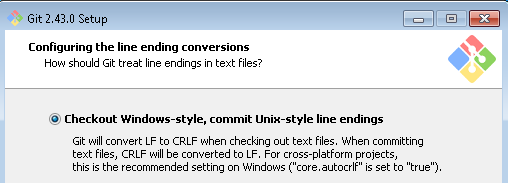 Git 2.43.0 Setup
Configuring the line ending conversions
How should Git treat line endings in text files?
Checkout Windows-style, commit Unix-style line endings
Git will convert LF to CRLF when checking out text files. When committing
text files, CRLF will be converted to LF. For cross-platform projects,
this is the recommended setting on Windows ("core.autocrlf" is set to "true").